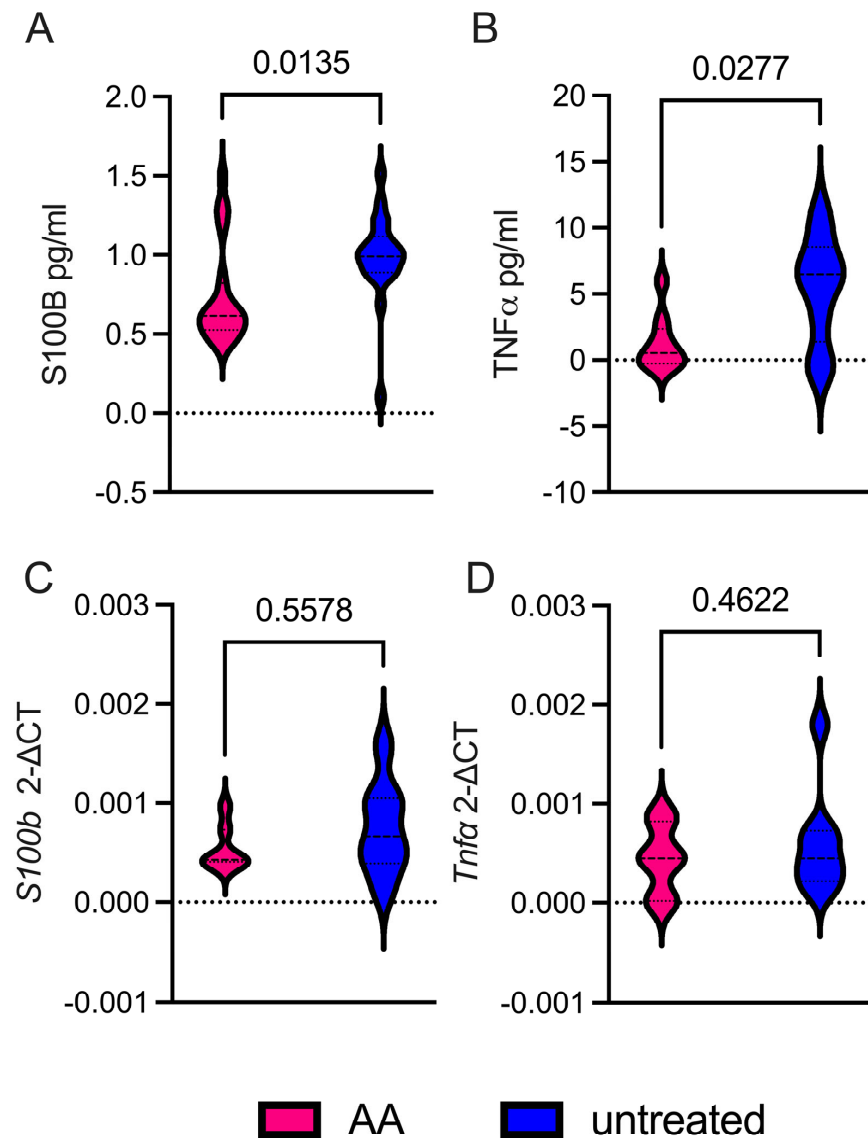 A
0.0135
S100B pg/ml
2.0
1.5
1.0
0.5
0.0
-0.5
B
0.0277
TNFα pg/ml
20
15
10
5
0
-5
-10
C
0.5578
S100b 2-ΔCT
0.003
0.002
0.001
0.000
-0.001
D
0.4622
Tnfα 2-ΔCT
0.003
0.002
0.001
0.000
-0.001
AA
untreated